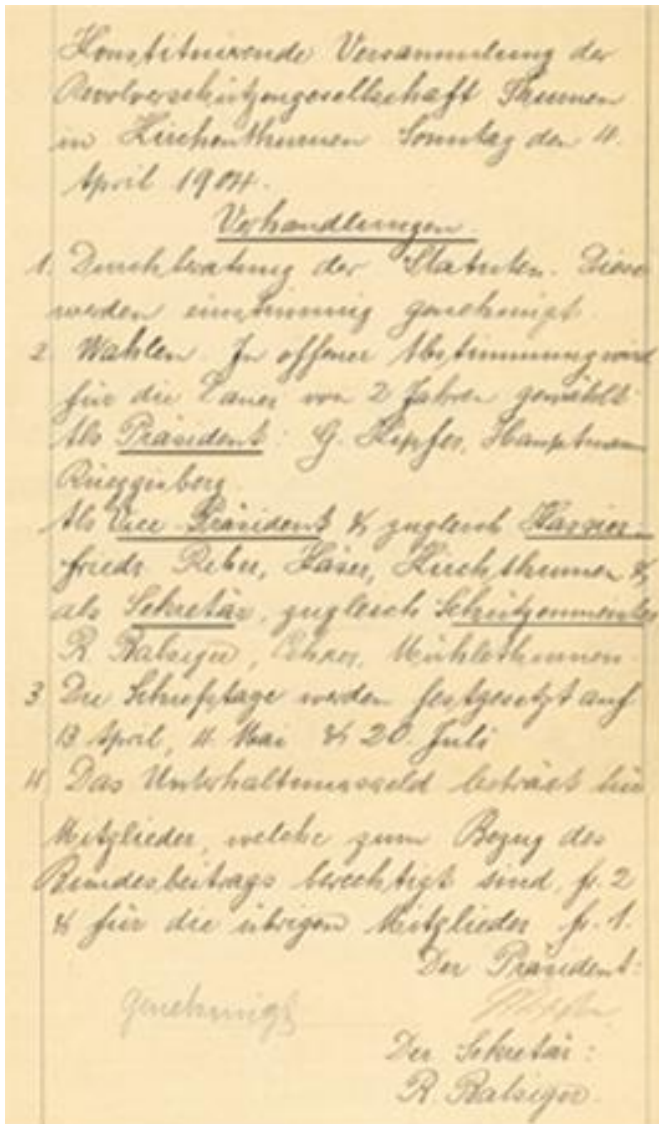 Konstituierende Versammlung der
Revolverschützengesellschaft Thurnen
in Kirchenthurnen Sonntag den 4.
April 1904.
Verhandlungen.
1. Durchberatung der Statuten. Diese
werden einstimmig genehmigt.
2 Wahlen. In offener Abstimmung wird
für die Dauer von 2 Jahren gewählt
Als Präsident: G. Kipfer, Hauptmann
Rüeggisberg.
Als Vice-Präsident & zugleich Kassier:
Friedr. Reber, Käser, Kirchthurnen &
als Sekretär, zugleich Schützenmeister
R. Balsiger, Mühlethurnen.
3 Die Schiesstage werden festgesetzt auf
13 April, 4. Mai & 20. Juli
4 Das Unterhaltungsgeld beträgt für
Mitglieder, welche zum Bezug des
Bundesbeitrags berechtigt sind, fr. 2
& für die übrigen Mitglieder fr. 1.
Der Präsident:
genehmigt
Der Sekretär:
R. Balsiger.